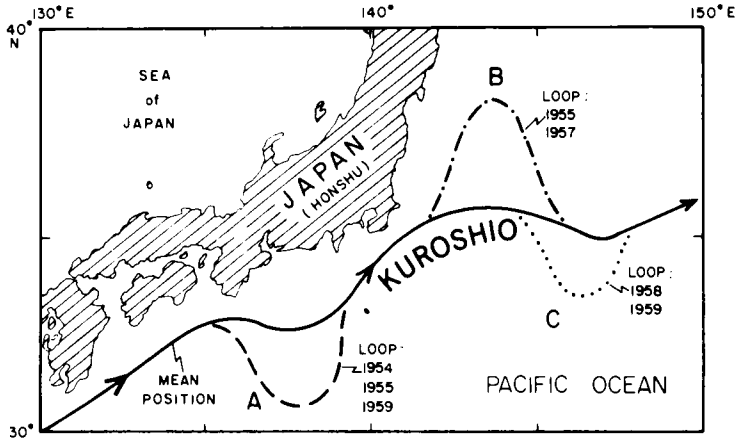 130° E
140°
150° E
40°
N
SEA
of
JAPAN
B
LOOP :
1955
1957
JAPAN
(HONSHU)
KUROSHIO
LOOP :
1958
1959
C
MEAN
POSITION
A
LOOP :
1954
1955
1959
PACIFIC OCEAN
30°